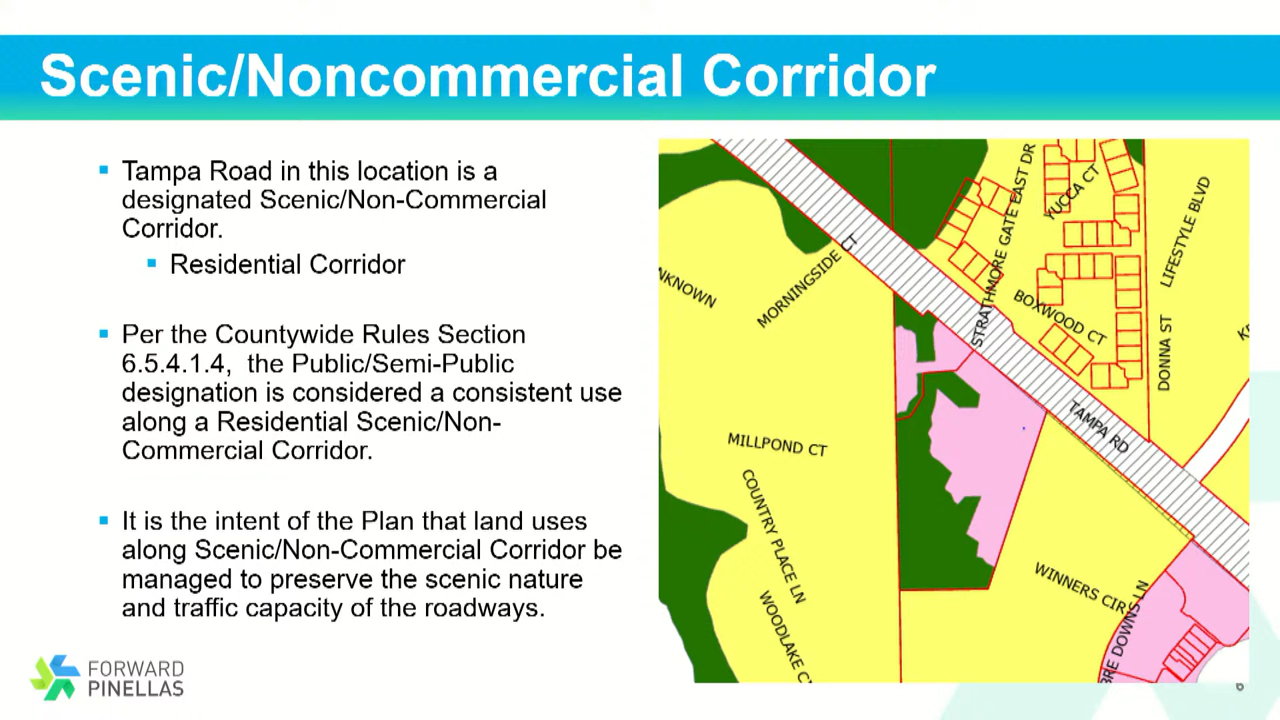 Scenic/Noncommercial Corridor
Tampa Road in this location is a
designated Scenic/Non-Commercial
Corridor.
Residential Corridor
Per the Countywide Rules Section
6.5.4.1.4, the Public/Semi-Public
designation is considered a consistent use
along a Residential Scenic/Non-
Commercial Corridor.
It is the intent of the Plan that land uses
along Scenic/Non-Commercial Corridor be
managed to preserve the scenic nature
and traffic capacity of the roadways.
FORWARD
PINELLAS
NKNOWN
MORNINGSIDE CT
STRATHMORE GATE EAST DR
YUCCA CT
LIFESTYLE BLVD
BOXWOOD CT
DONNA ST
TAMPA RD
MILLPOND CT
COUNTRY PLACE LN
WOODLAKE C
WINNERS CIR
BRE DOWNS LN
6